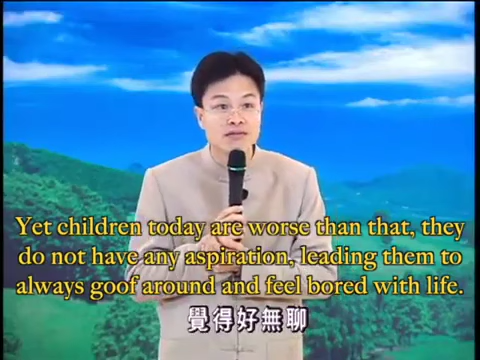 Yet children today are worse than that, they
do not have any aspiration, leading them to
always goof around and feel bored with life.
覺得好無聊